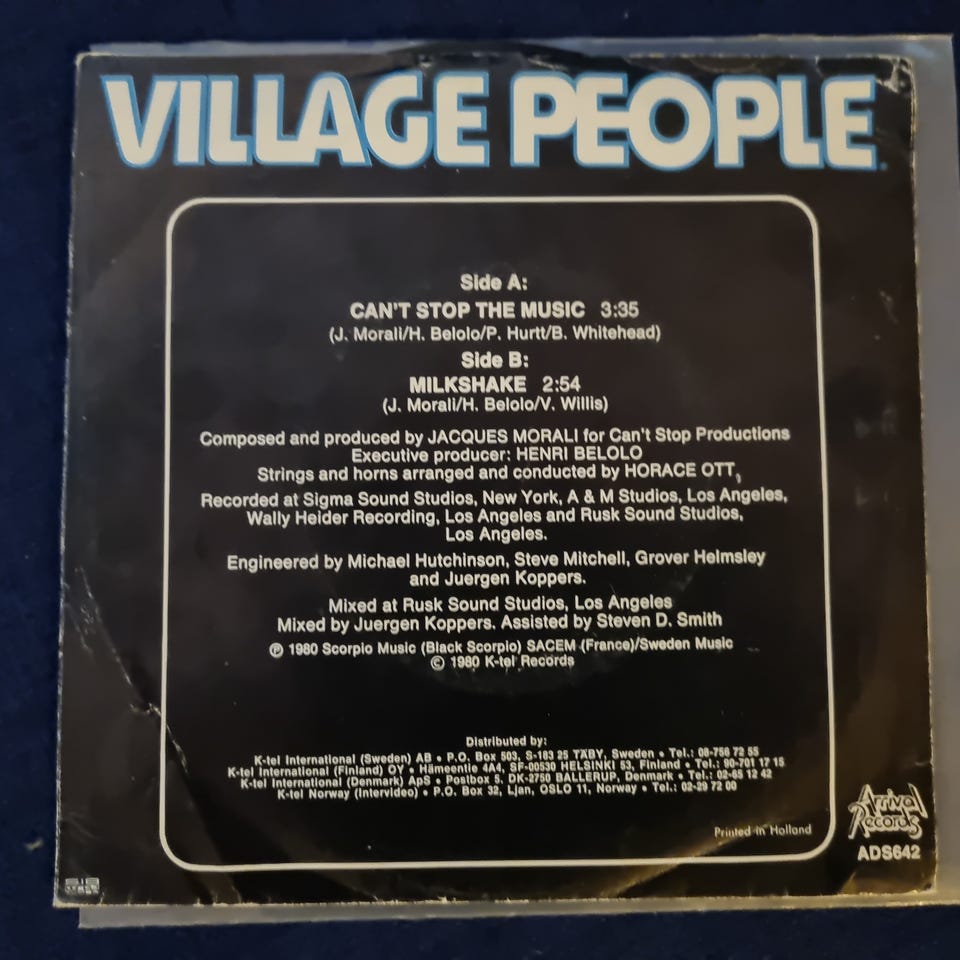 VILLAGE PEOPLE
Side A:
CAN'T STOP THE MUSIC 3:35
(J. Morali/H. Belolo/P. Hurtt/B. Whitehead)
Side B:
MILKSHAKE 2:54
(J. Morali/H. Belolo/V. Willis)
Composed and produced by JACQUES MORALI for Can't Stop Productions
Executive producer: HENRI BELOLO
Strings and horns arranged and conducted by HORACE OTT,
Recorded at Sigma Sound Studios, New York, A & M Studios, Los Angeles,
Wally Heider Recording, Los Angeles and Rusk Sound Studios,
Los Angeles.
Engineered by Michael Hutchinson, Steve Mitchell, Grover Helmsley
and Juergen Koppers.
Mixed at Rusk Sound Studios, Los Angeles
Mixed by Juergen Koppers. Assisted by Steven D. Smith
℗ 1980 Scorpio Music (Black Scorpio) SACEM (France)/Sweden Music
© 1980 K-tel Records
Distributed by:
K-tel International (Sweden) AB • P.O. Box 503, S-183 25 TÄBY, Sweden • Tel.: 08-756 72 55
K-tel International (Finland) OY • Hämeentie 4A4, SF-00530 HELSINKI 53, Finland • Tel.: 90-701 17 15
K-tel International (Denmark) ApS • Postbox 5, DK-2750 BALLERUP, Denmark • Tel.: 02-65 12 42
K-tel Norway (Intervideo) • P.O. Box 32, Ljan, OSLO 11, Norway • Tel.: 02-29 72 00
Printed in Holland
Arrival
Records
ADS642